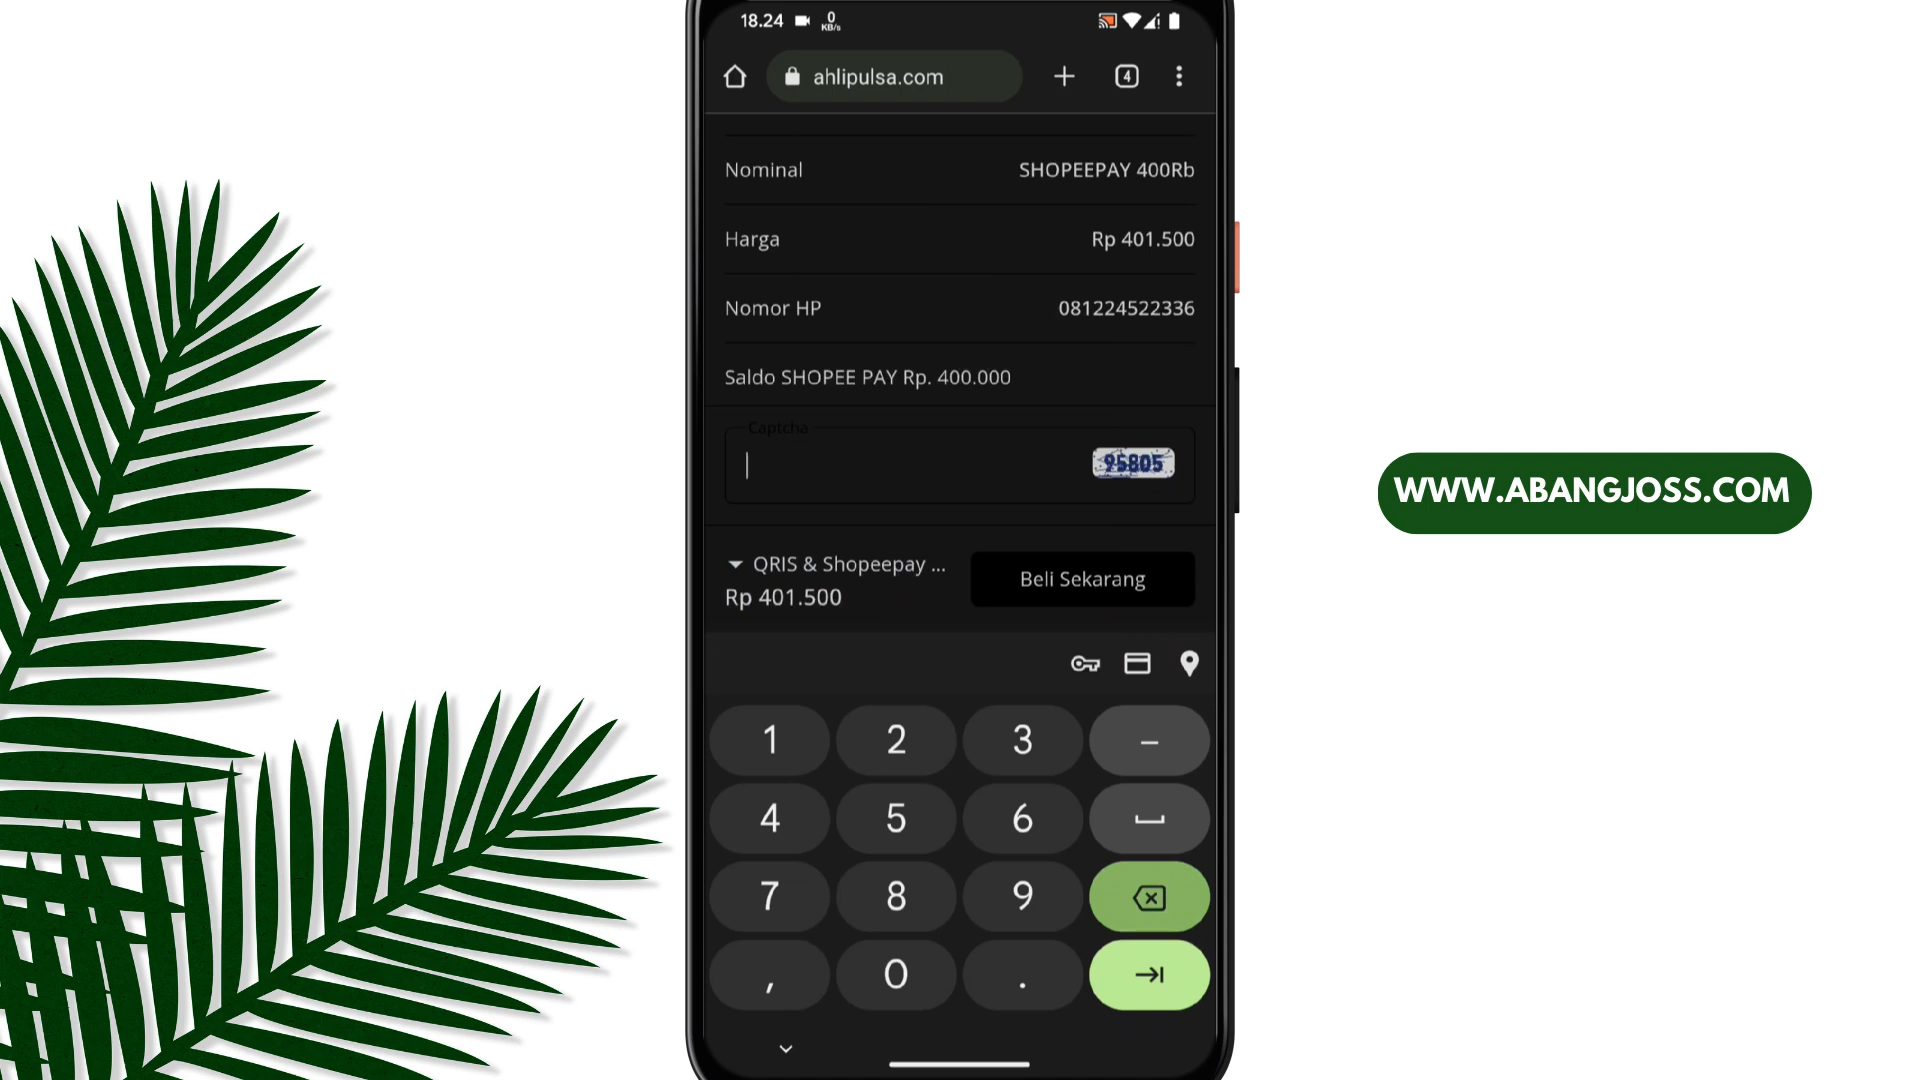 18.24 0 KB/s
ahlipulsa.com 4
Nominal SHOPEEPAY 400Rb
Harga Rp 401.500
Nomor HP 081224522336
Saldo SHOPEE PAY Rp. 400.000
Captcha
95805
QRIS & Shopeepay ...
Rp 401.500
Beli Sekarang
WWW.ABANGJOSS.COM
1 2 3 –
4 5 6
7 8 9
, 0 .